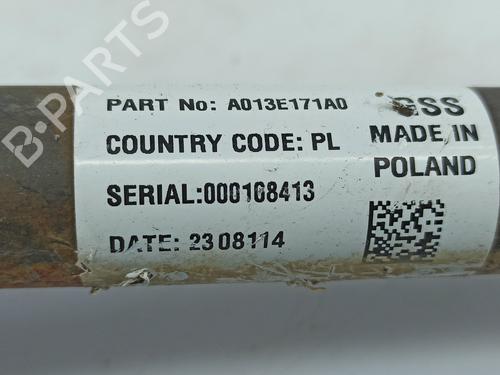 PART No: A013E171A0
GSS
COUNTRY CODE: PL
MADE IN
POLAND
SERIAL:000108413
DATE: 2308114
B-PARTS